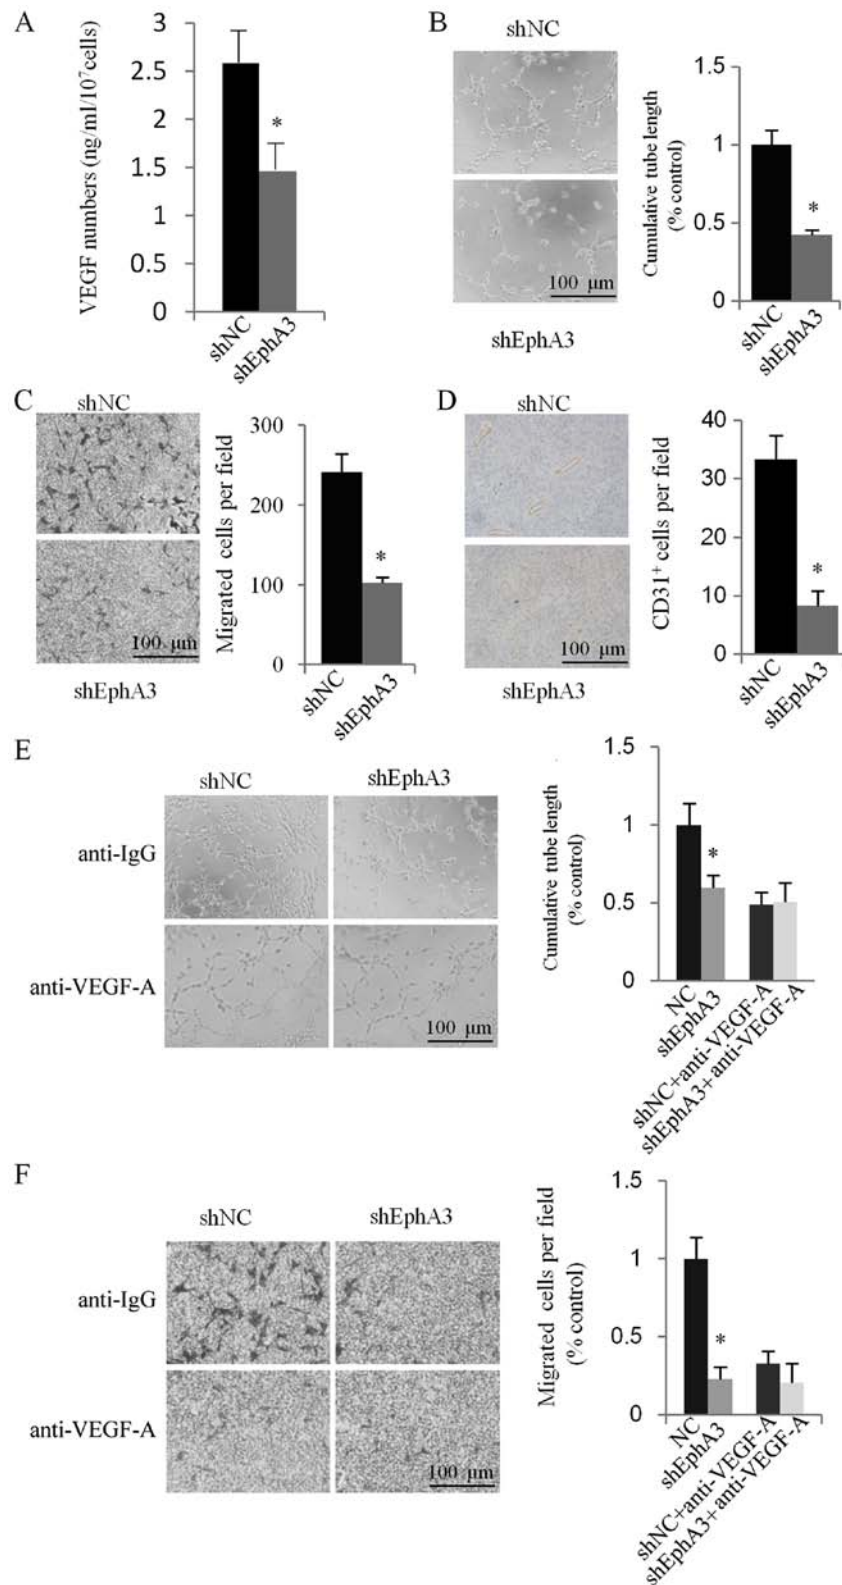 A
VEGF numbers (ng/ml/10⁷cells)
3
2.5
2
1.5
1
0.5
0
*
shNC
shEphA3
B
shNC
100 μm
shEphA3
Cumulative tube length
(% control)
1.5
1
0.5
0
*
shNC
shEphA3
C
shNC
100 μm
shEphA3
Migrated cells per field
300
200
100
0
*
shNC
shEphA3
D
shNC
100 μm
shEphA3
CD31⁺ cells per field
40
30
20
10
0
*
shNC
shEphA3
E
shNC
shEphA3
anti-IgG
anti-VEGF-A
100 μm
Cumulative tube length
(% control)
1.5
1
0.5
0
*
NC
shEphA3
shNC+anti-VEGF-A
shEphA3+ anti-VEGF-A
F
shNC
shEphA3
anti-IgG
anti-VEGF-A
100 μm
Migrated cells per field
(% control)
1.5
1
0.5
0
*
NC
shEphA3
shNC+anti-VEGF-A
shEphA3+ anti-VEGF-A